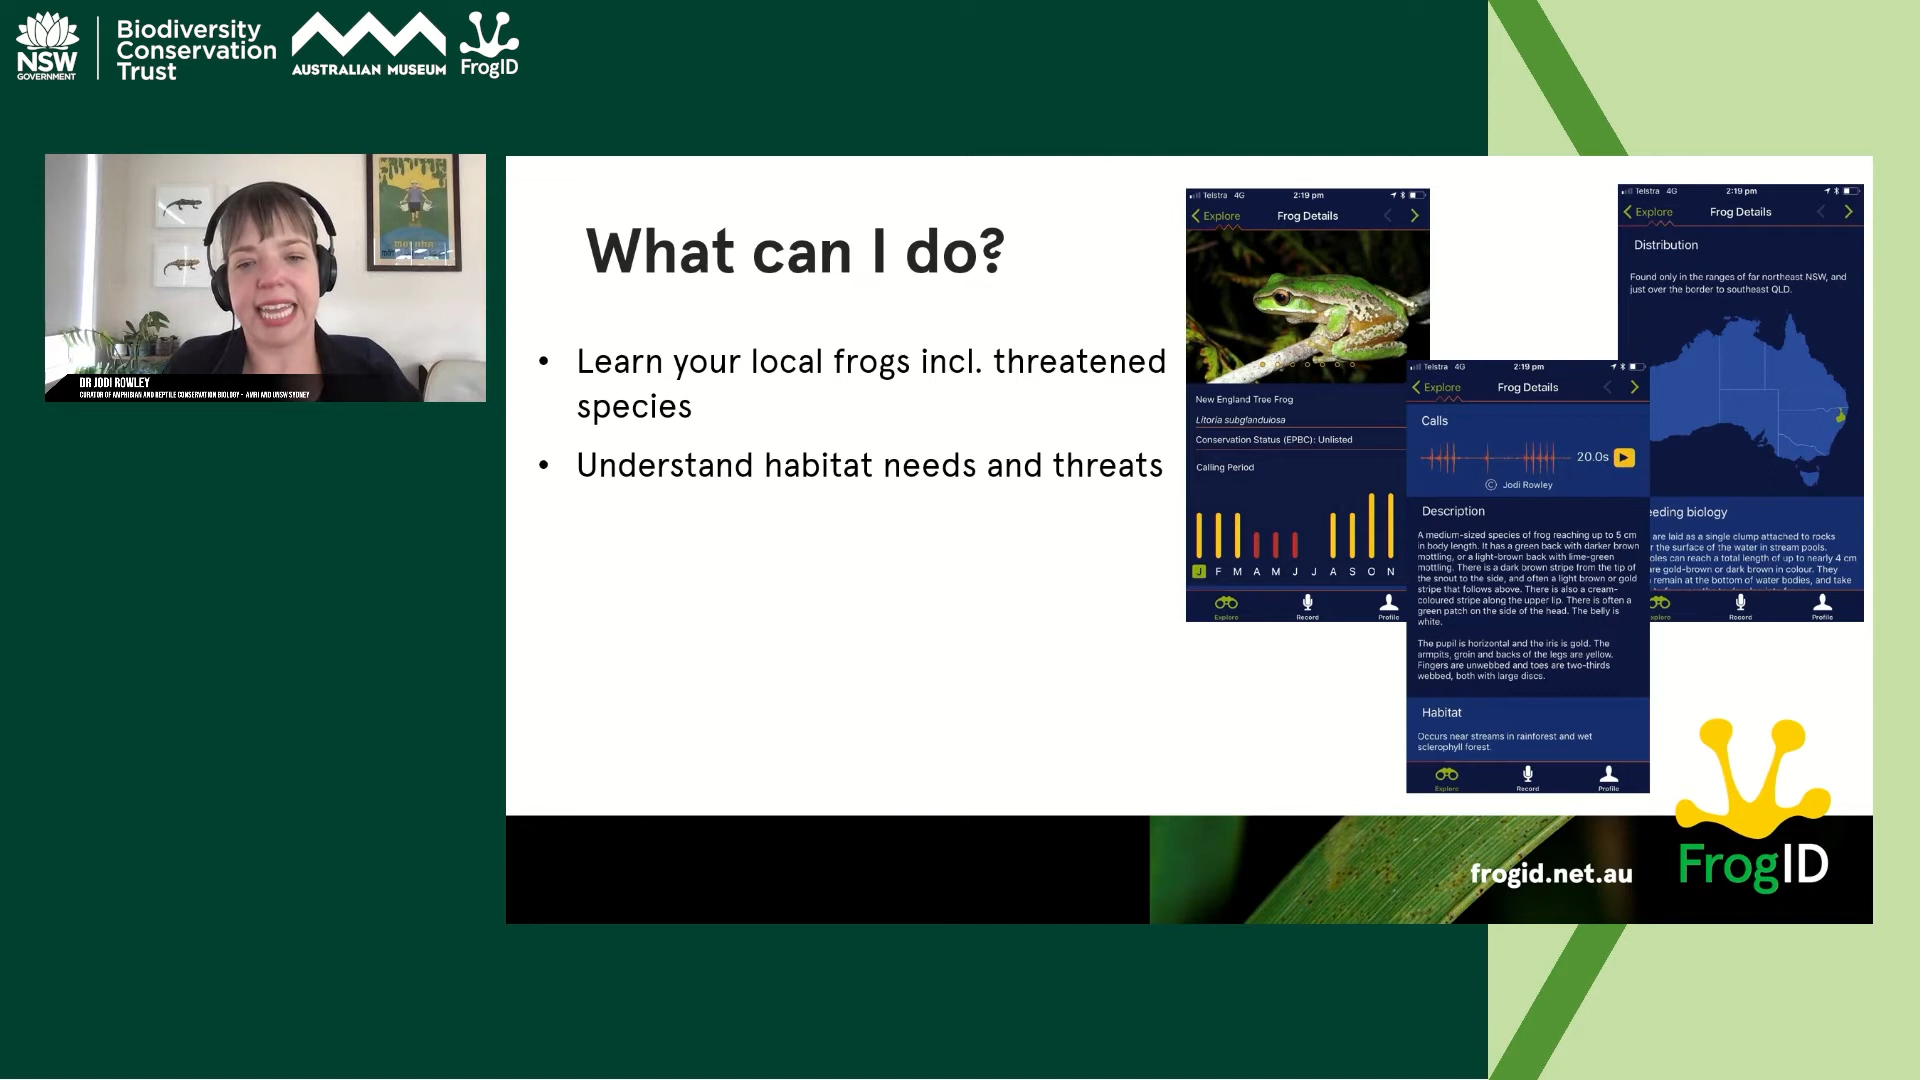 NSW
GOVERNMENT
Biodiversity
Conservation
Trust
AUSTRALIAN MUSEUM
FrogID
DR JODI ROWLEY
CURATOR OF AMPHIBIAN AND REPTILE CONSERVATION BIOLOGY - AMRI AND UNSW SYDNEY
What can I do?
• Learn your local frogs incl. threatened
species
• Understand habitat needs and threats
Telstra 4G 2:19 pm
Explore Frog Details
New England Tree Frog
Litoria subglandulosa
Conservation Status (EPBC): Unlisted
Calling Period
J F M A M J J A S O N
Explore Record Profile
Telstra 4G 2:19 pm
Explore Frog Details
Calls
20.0s
© Jodi Rowley
Description
A medium-sized species of frog reaching up to 5 cm
in body length. It has a green back with darker brown
mottling, or a light-brown back with lime-green
mottling. There is a dark brown stripe from the tip of
the snout to the side, and often a light brown or gold
stripe that follows above. There is also a cream-
coloured stripe along the upper lip. There is often a
green patch on the side of the head. The belly is
white.
The pupil is horizontal and the iris is gold. The
armpits, groin and backs of the legs are yellow.
Fingers are unwebbed and toes are two-thirds
webbed, both with large discs.
Habitat
Occurs near streams in rainforest and wet
sclerophyll forest.
Explore Record Profile
Telstra 4G 2:19 pm
Explore Frog Details
Distribution
Found only in the ranges of far northeast NSW, and
just over the border to southeast QLD.
eeding biology
are laid as a single clump attached to rocks
r the surface of the water in stream pools.
oles can reach a total length of up to nearly 4 cm
are gold-brown or dark brown in colour. They
remain at the bottom of water bodies, and take
xplore Record Profile
frogid.net.au
FrogID